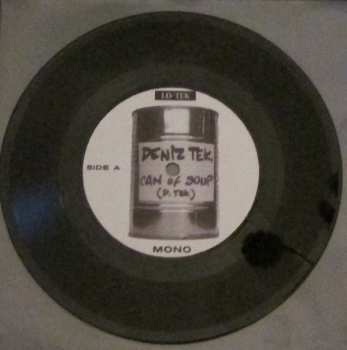 LO-TEK
DENIZ TEK
CAN of SOUP
(D. TEK)
SIDE A
MONO